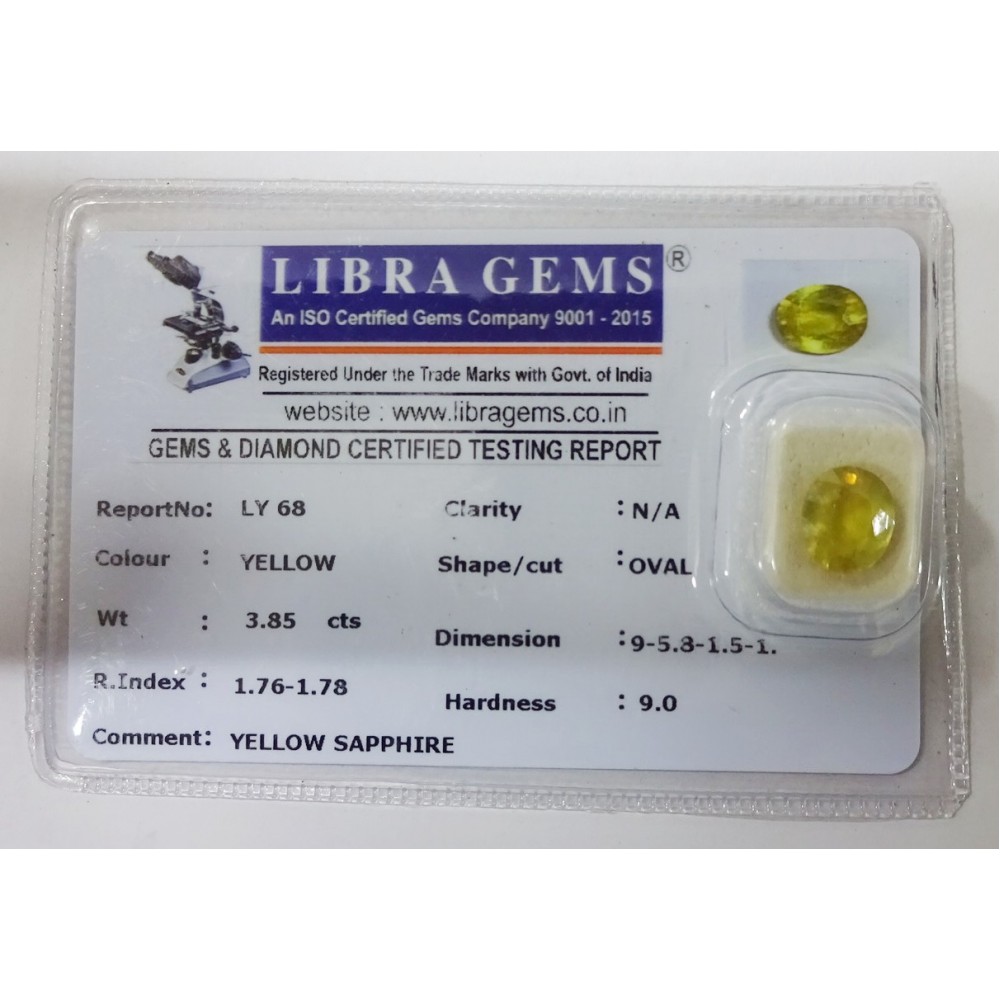 LIBRA GEMS ®
An ISO Certified Gems Company 9001 - 2015
Registered Under the Trade Marks with Govt. of India
website : www.libragems.co.in
GEMS & DIAMOND CERTIFIED TESTING REPORT
ReportNo: LY 68
Clarity : N/A
Colour : YELLOW
Shape/cut : OVAL
Wt : 3.85 cts
Dimension : 9-5.8-1.5-1.
R.Index : 1.76-1.78
Hardness : 9.0
Comment: YELLOW SAPPHIRE